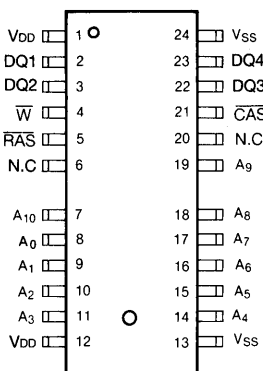 VDD 1 24 VSS
DQ1 2 23 DQ4
DQ2 3 22 DQ3
W̅ 4 21 C̅A̅S̅
R̅A̅S̅ 5 20 N.C
N.C 6 19 A9
A10 7 18 A8
A0 8 17 A7
A1 9 16 A6
A2 10 15 A5
A3 11 14 A4
VDD 12 13 VSS